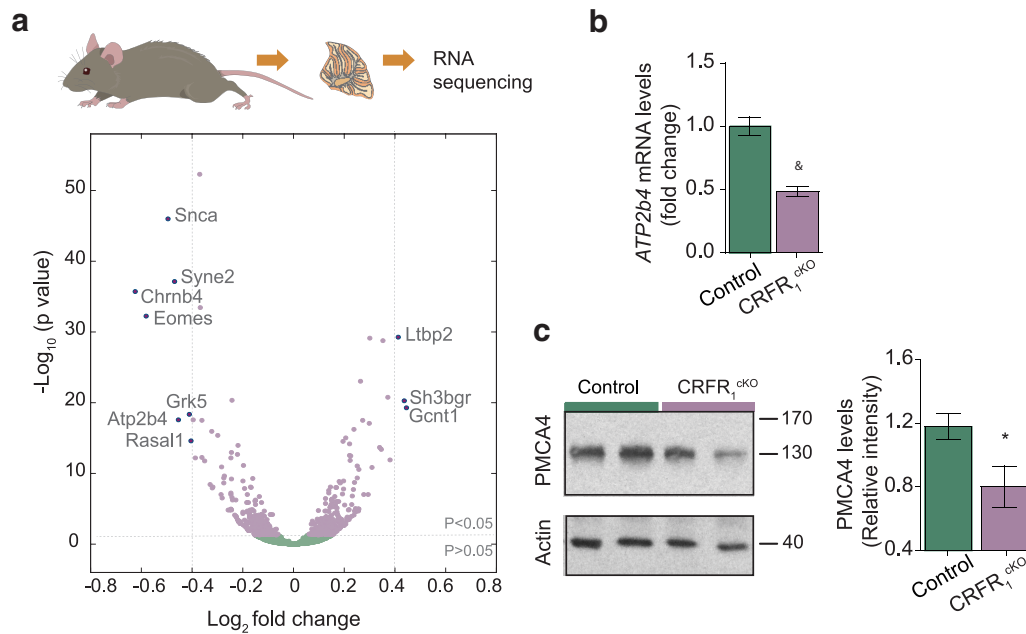 a
RNA
sequencing
-Log10 (p value)
50
40
30
20
10
0
Snca
Syne2
Chrnb4
Eomes
Ltbp2
Sh3bgr
Gcnt1
Grk5
Atp2b4
Rasal1
P<0.05
P>0.05
-0.8 -0.6 -0.4 -0.2 0 0.2 0.4 0.6 0.8
Log2 fold change
b
ATP2b4 mRNA levels
(fold change)
1.5
1.0
0.5
0.0
&
Control
CRFR1cKO
c
Control CRFR1cKO
PMCA4
170
130
Actin
40
PMCA4 levels
(Relative intensity)
1.6
1.2
0.8
0.4
*
Control
CRFR1cKO